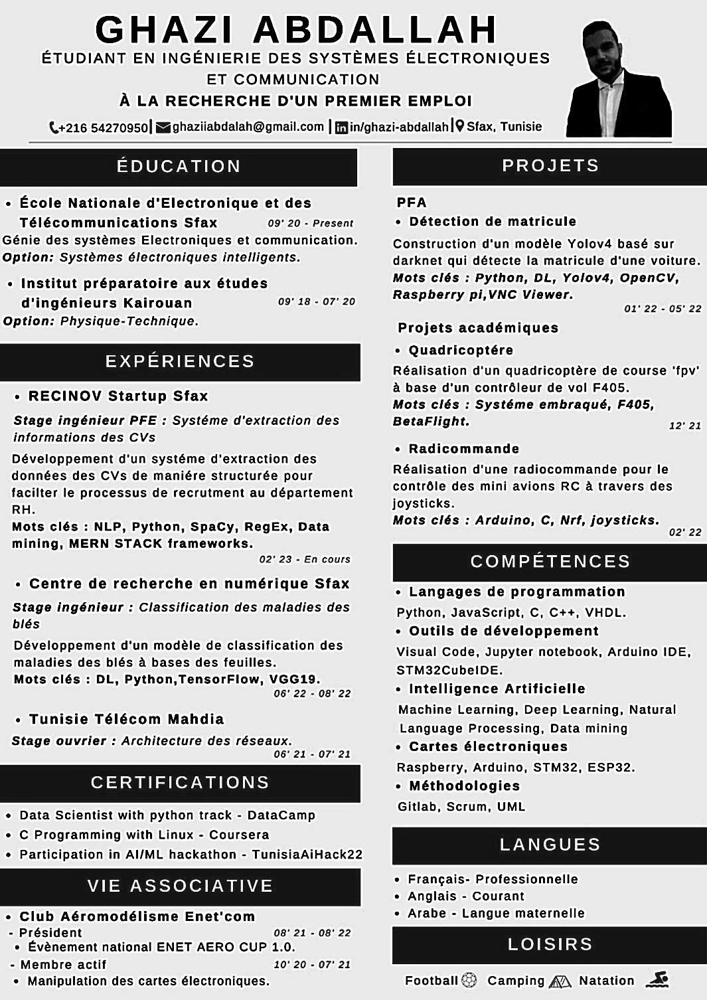 GHAZI ABDALLAH
ÉTUDIANT EN INGÉNIERIE DES SYSTÈMES ÉLECTRONIQUES
ET COMMUNICATION
À LA RECHERCHE D'UN PREMIER EMPLOI
+216 54270950 | ghaziiabdalah@gmail.com | in/ghazi-abdallah | Sfax, Tunisie
ÉDUCATION
• École Nationale d'Electronique et des
Télécommunications Sfax 09' 20 - Present
Génie des systèmes Electroniques et communication.
Option: Systèmes électroniques intelligents.
• Institut préparatoire aux études
d'ingénieurs Kairouan 09' 18 - 07' 20
Option: Physique-Technique.
EXPÉRIENCES
• RECINOV Startup Sfax
Stage ingénieur PFE : Systéme d'extraction des
informations des CVs
Développement d'un systéme d'extraction des
données des CVs de maniére structurée pour
faciliter le processus de recrutment au département
RH.
Mots clés : NLP, Python, SpaCy, RegEx, Data
mining, MERN STACK frameworks.
02' 23 - En cours
• Centre de recherche en numérique Sfax
Stage ingénieur : Classification des maladies des
blés
Développement d'un modèle de classification des
maladies des blés à bases des feuilles.
Mots clés : DL, Python,TensorFlow, VGG19.
06' 22 - 08' 22
• Tunisie Télécom Mahdia
Stage ouvrier : Architecture des réseaux.
06' 21 - 07' 21
CERTIFICATIONS
• Data Scientist with python track - DataCamp
• C Programming with Linux - Coursera
• Participation in AI/ML hackathon - TunisiaAiHack22
VIE ASSOCIATIVE
• Club Aéromodélisme Enet'com
- Président 08' 21 - 08' 22
• Évènement national ENET AERO CUP 1.0.
- Membre actif 10' 20 - 07' 21
• Manipulation des cartes électroniques.
PROJETS
PFA
• Détection de matricule
Construction d'un modèle Yolov4 basé sur
darknet qui détecte la matricule d'une voiture.
Mots clés : Python, DL, Yolov4, OpenCV,
Raspberry pi,VNC Viewer.
01' 22 - 05' 22
Projets académiques
• Quadricoptére
Réalisation d'un quadricoptère de course 'fpv'
à base d'un contrôleur de vol F405.
Mots clés : Systéme embraqué, F405,
BetaFlight.
12' 21
• Radicommande
Réalisation d'une radiocommande pour le
contrôle des mini avions RC à travers des
joysticks.
Mots clés : Arduino, C, Nrf, joysticks.
02' 22
COMPÉTENCES
• Langages de programmation
Python, JavaScript, C, C++, VHDL.
• Outils de développement
Visual Code, Jupyter notebook, Arduino IDE,
STM32CubeIDE.
• Intelligence Artificielle
Machine Learning, Deep Learning, Natural
Language Processing, Data mining
• Cartes électroniques
Raspberry, Arduino, STM32, ESP32.
• Méthodologies
Gitlab, Scrum, UML
LANGUES
• Français- Professionnelle
• Anglais - Courant
• Arabe - Langue maternelle
LOISIRS
Football Camping Natation